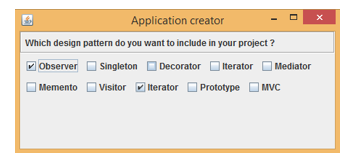 Application creator
Which design pattern do you want to include in your project ?
Observer Singleton Decorator Iterator Mediator
Memento Visitor Iterator Prototype MVC